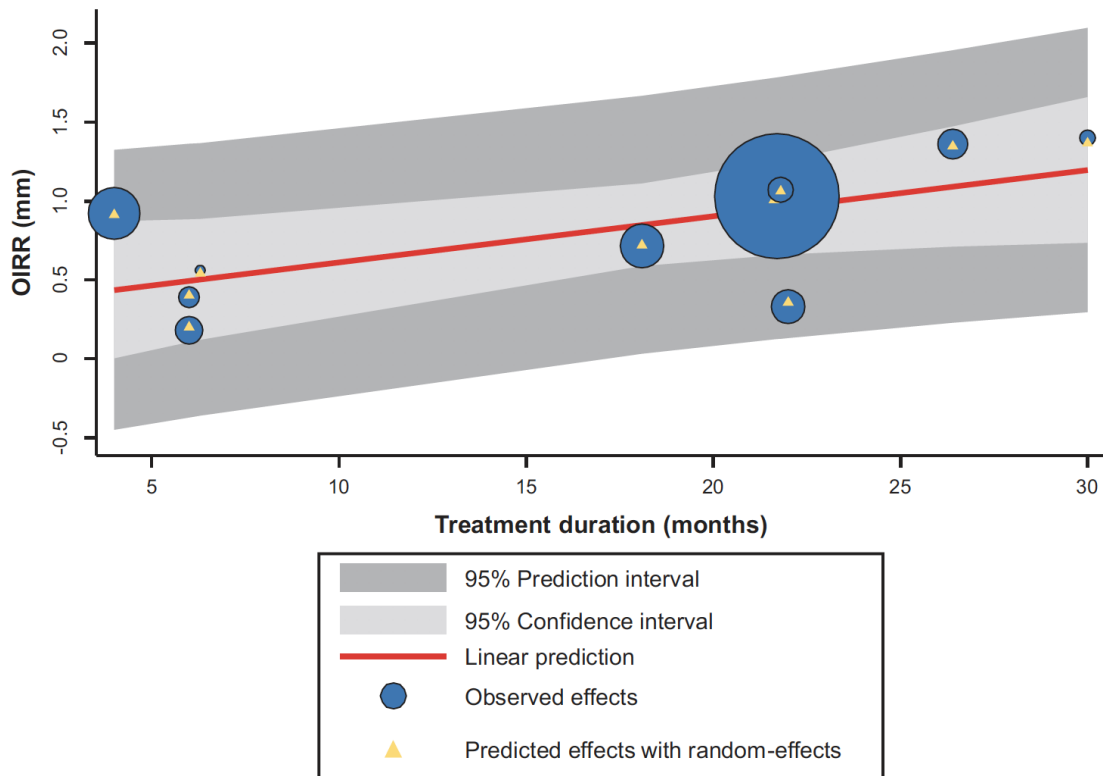 2.0
1.5
1.0
0.5
0
-0.5
OIRR (mm)
5 10 15 20 25 30
Treatment duration (months)
95% Prediction interval
95% Confidence interval
Linear prediction
Observed effects
Predicted effects with random-effects